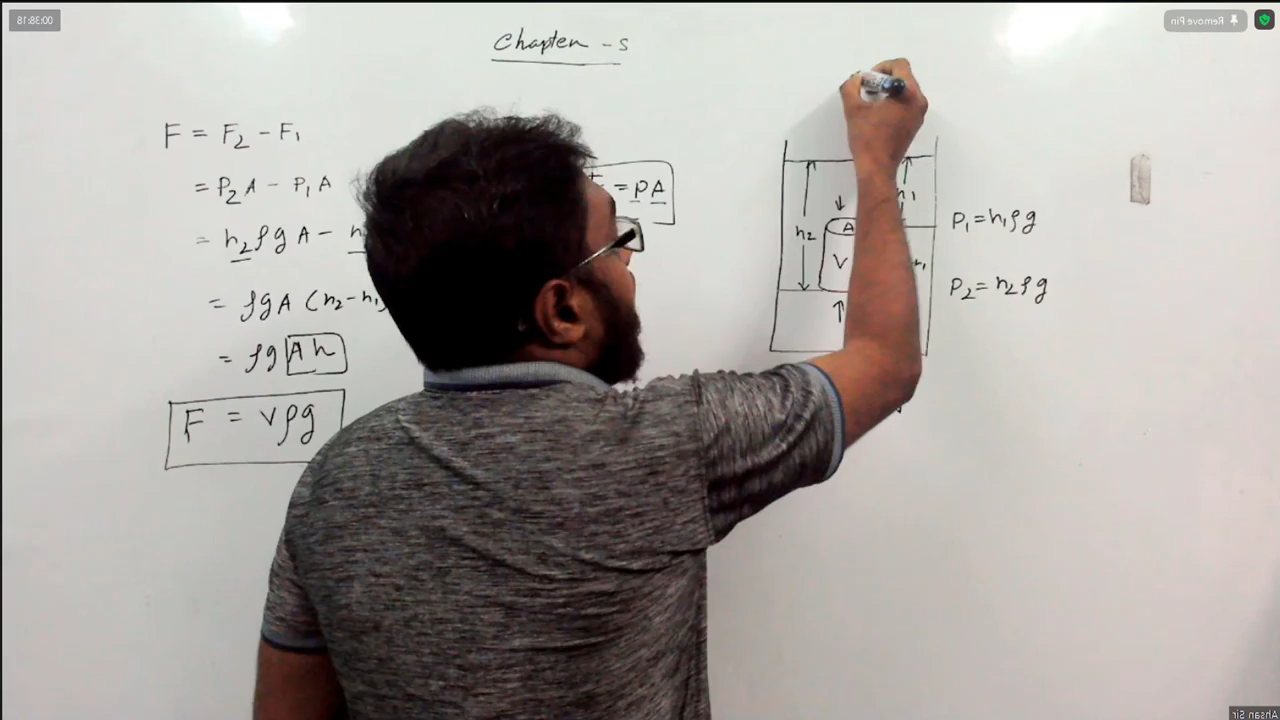 00:38:18
Remove Pin
Chapter - 5
F = F₂ - F₁
= P₂A - P₁A
= h₂ρgA - h
= ρgA (h₂-h₁
= ρg Ah
F = Vρg
= PA
h₂
A
V
h₁
P₁=h₁ρg
P₂=h₂ρg
Ahsan Sir